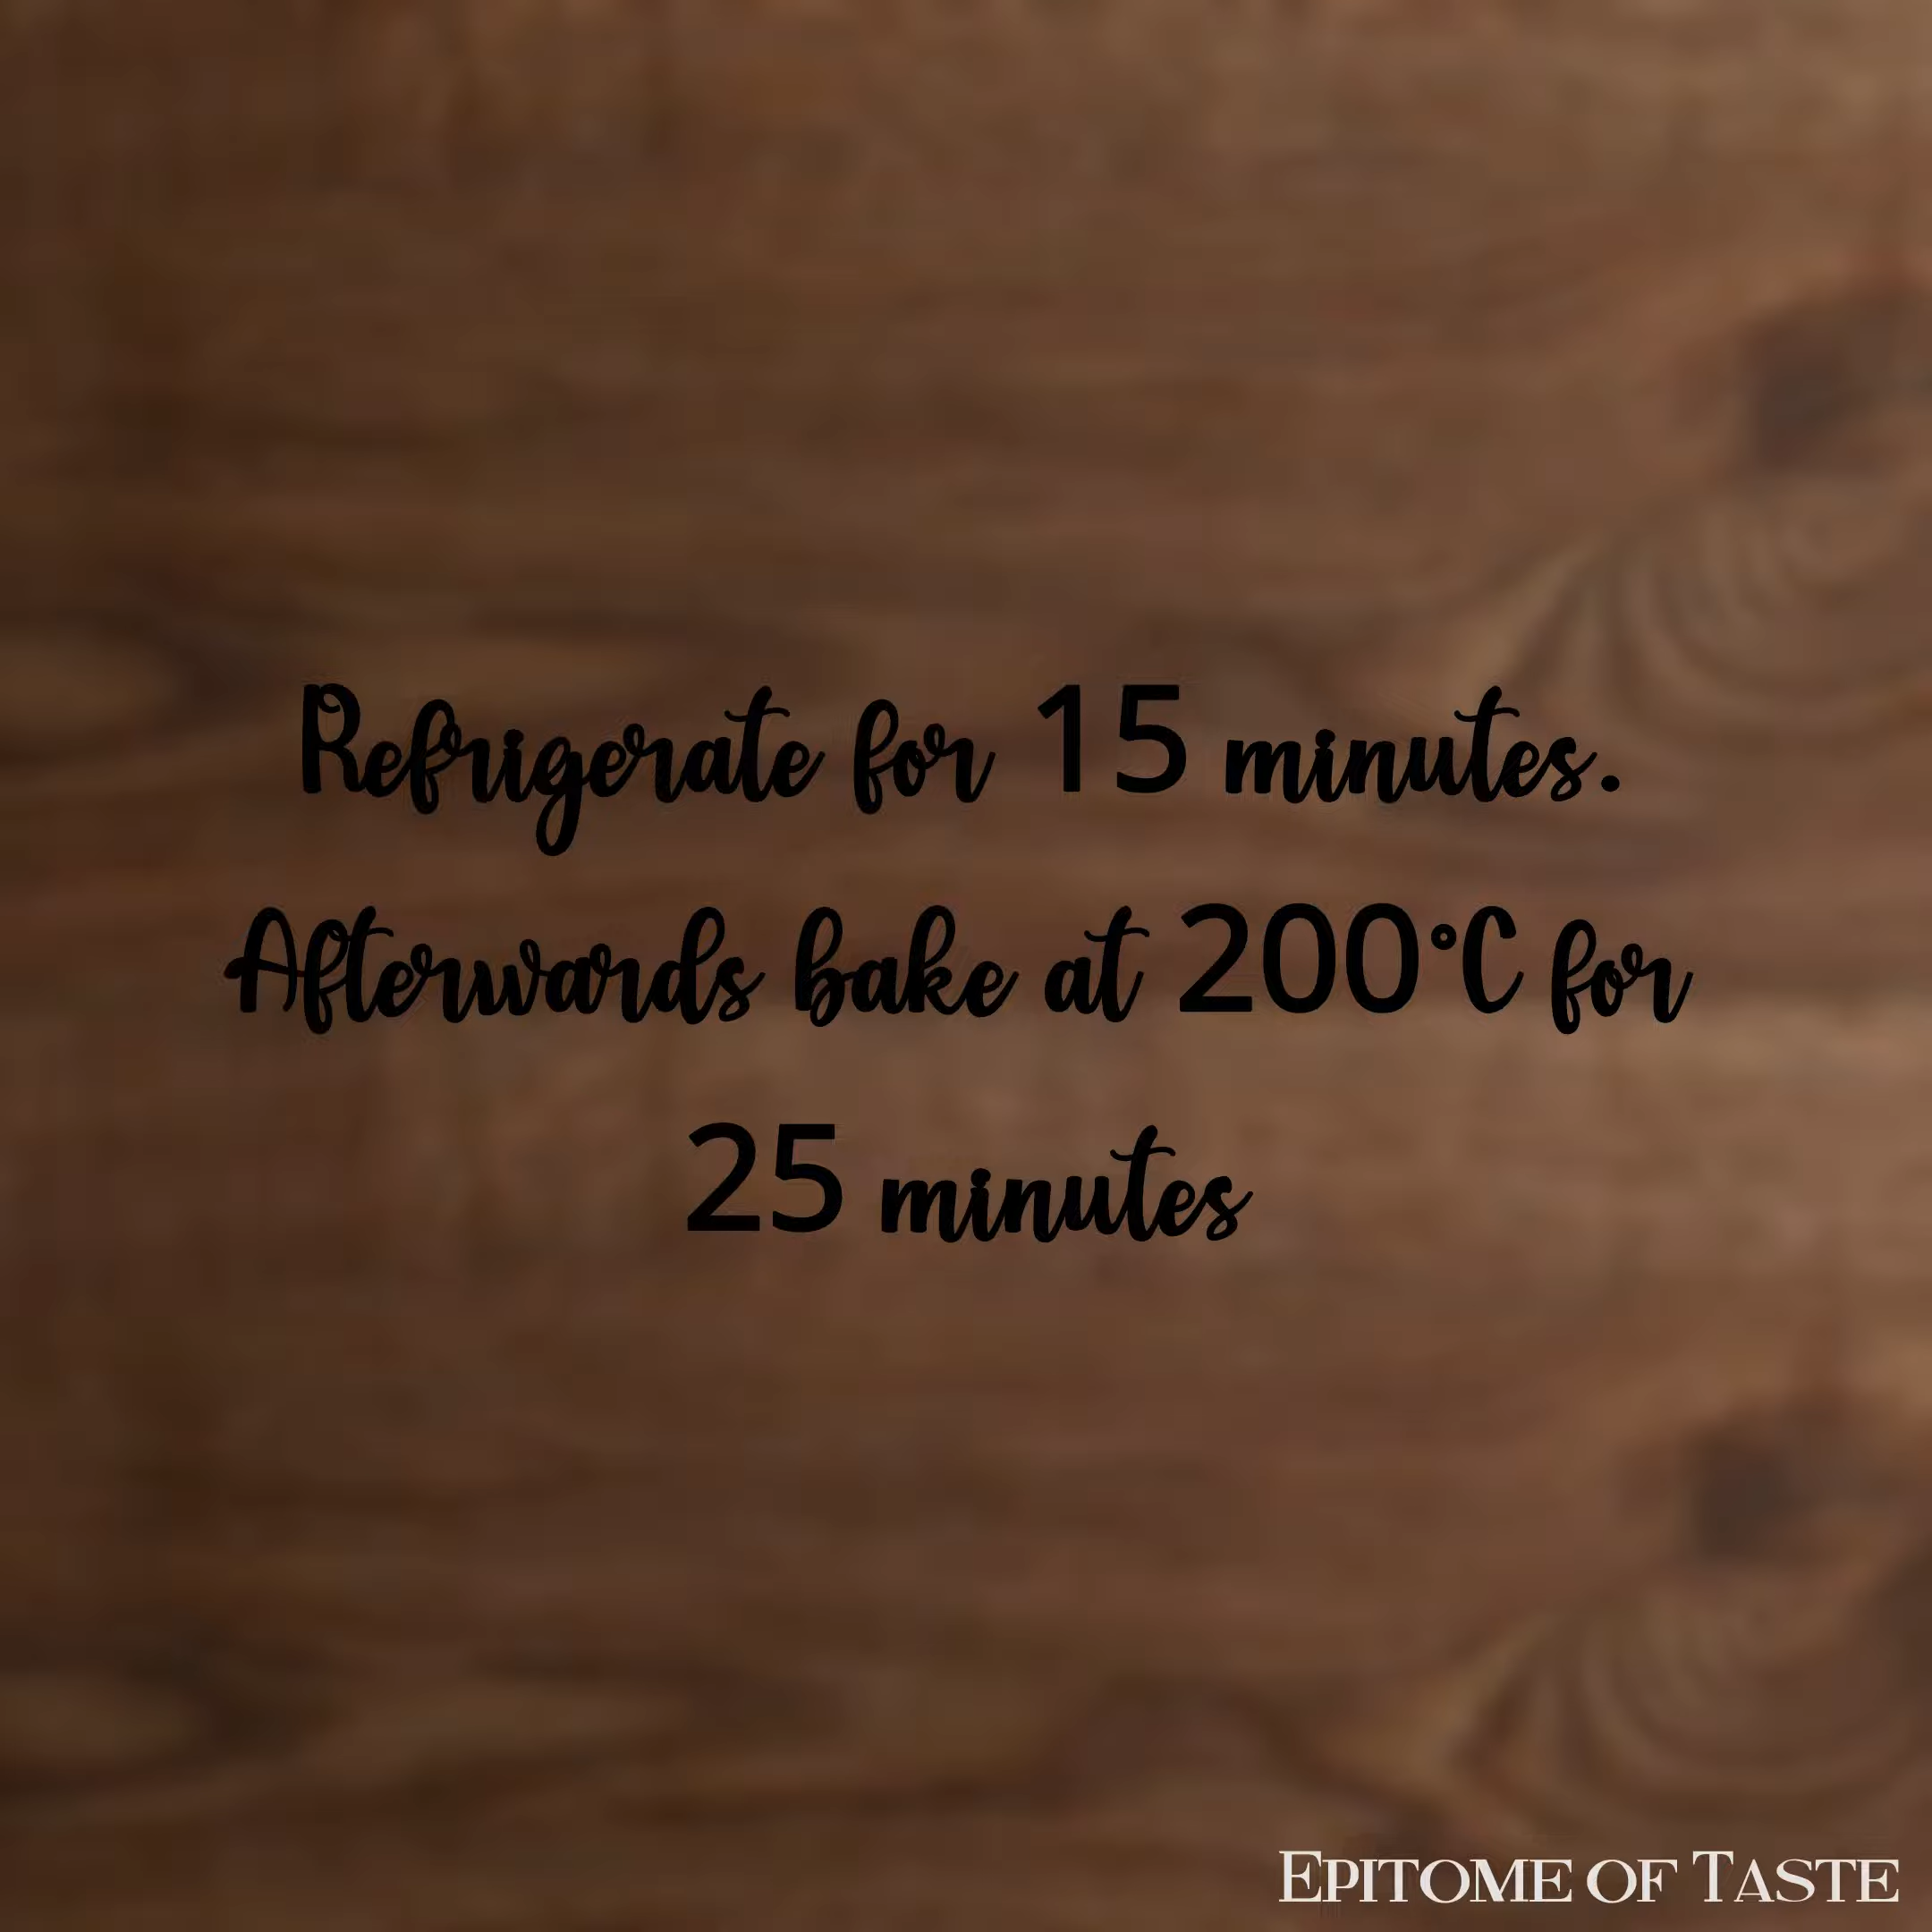 Refrigerate for 15 minutes.
Afterwards bake at 200°C for
25 minutes
EPITOME OF TASTE